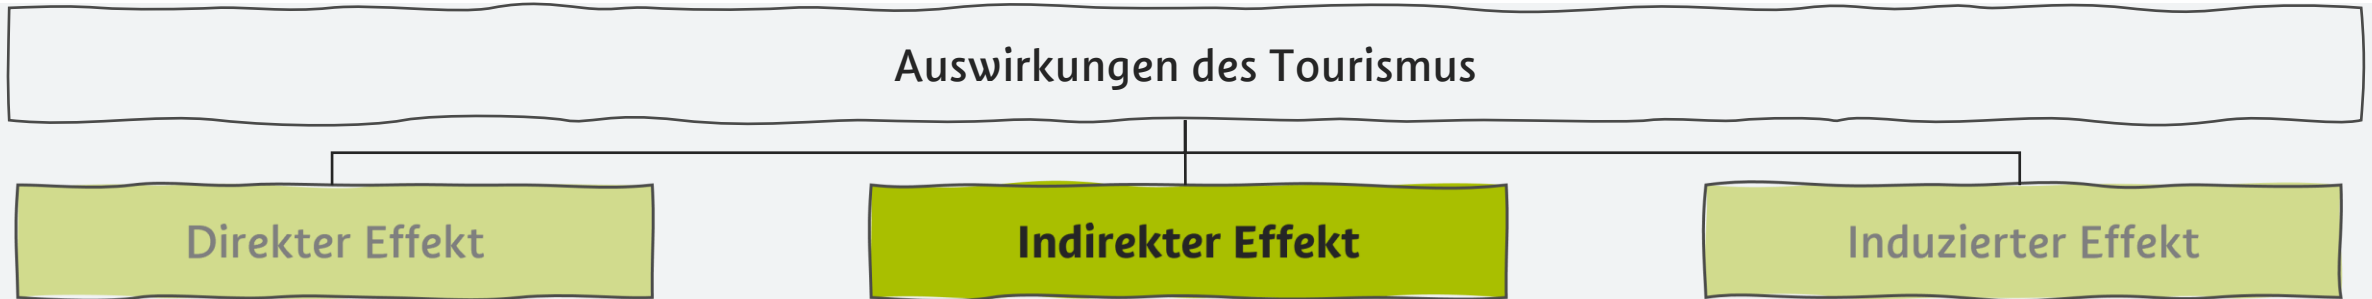 Auswirkungen des Tourismus
Direkter Effekt
Indirekter Effekt
Induzierter Effekt